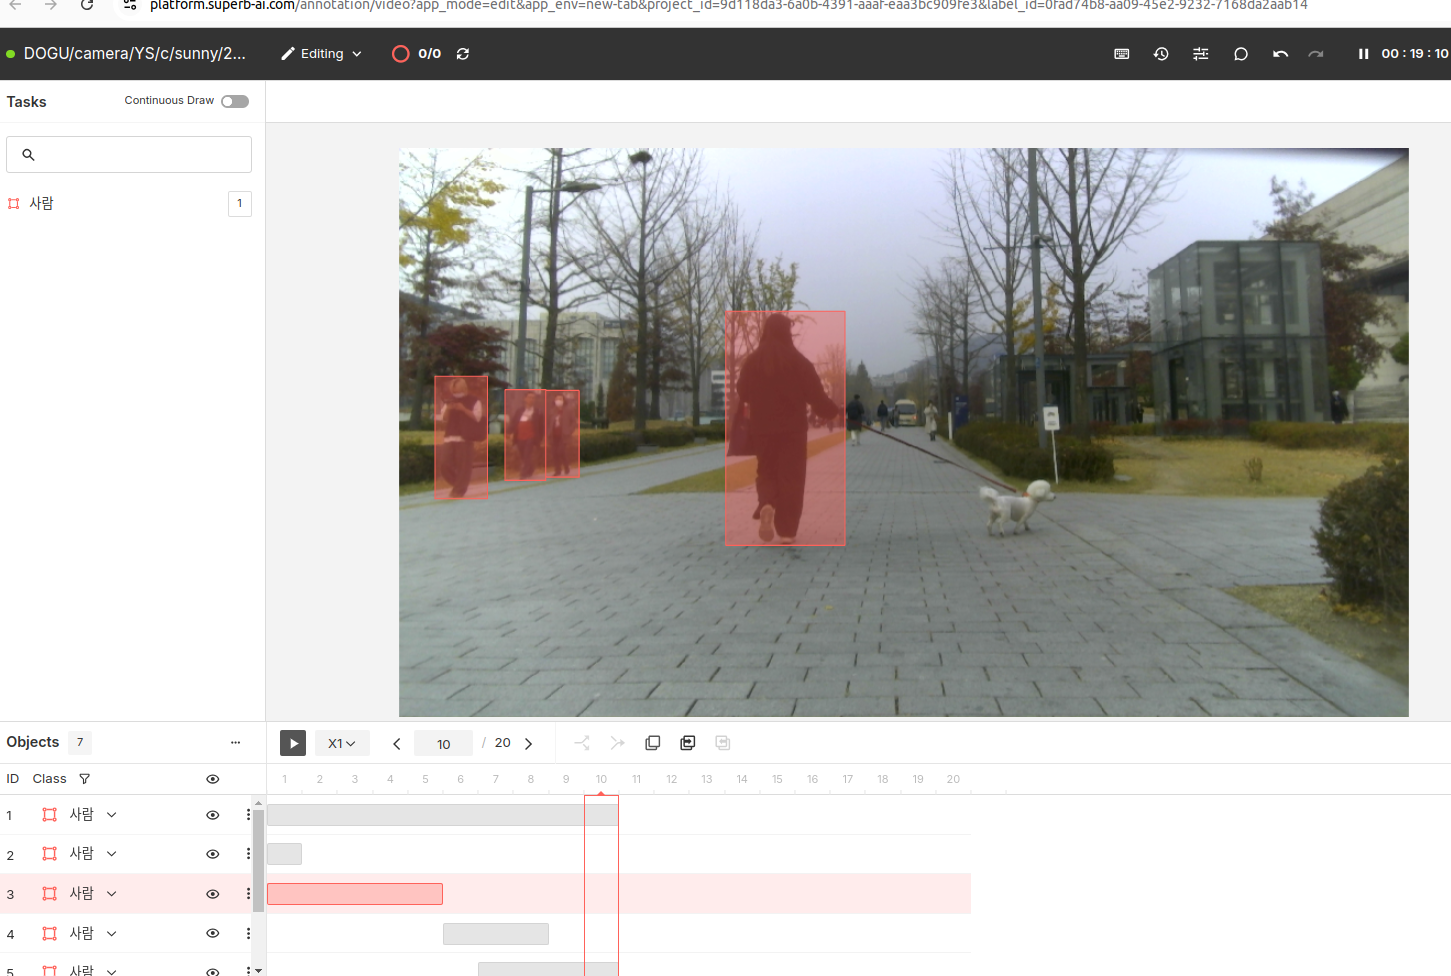 platform.superb-ai.com/annotation/video?app_mode=edit&app_env=new-tab&project_id=9d118da3-6a0b-4391-aaaf-eaa3bc909fe3&label_id=0fad74b8-aa09-45e2-9232-7168da2aab14
DOGU/camera/YS/c/sunny/2... Editing 0/0 00 : 19 : 10
Tasks Continuous Draw
사람 1
Objects 7 ... X1 10 / 20
ID Class 1 2 3 4 5 6 7 8 9 10 11 12 13 14 15 16 17 18 19 20
1 사람
2 사람
3 사람
4 사람
5 사람